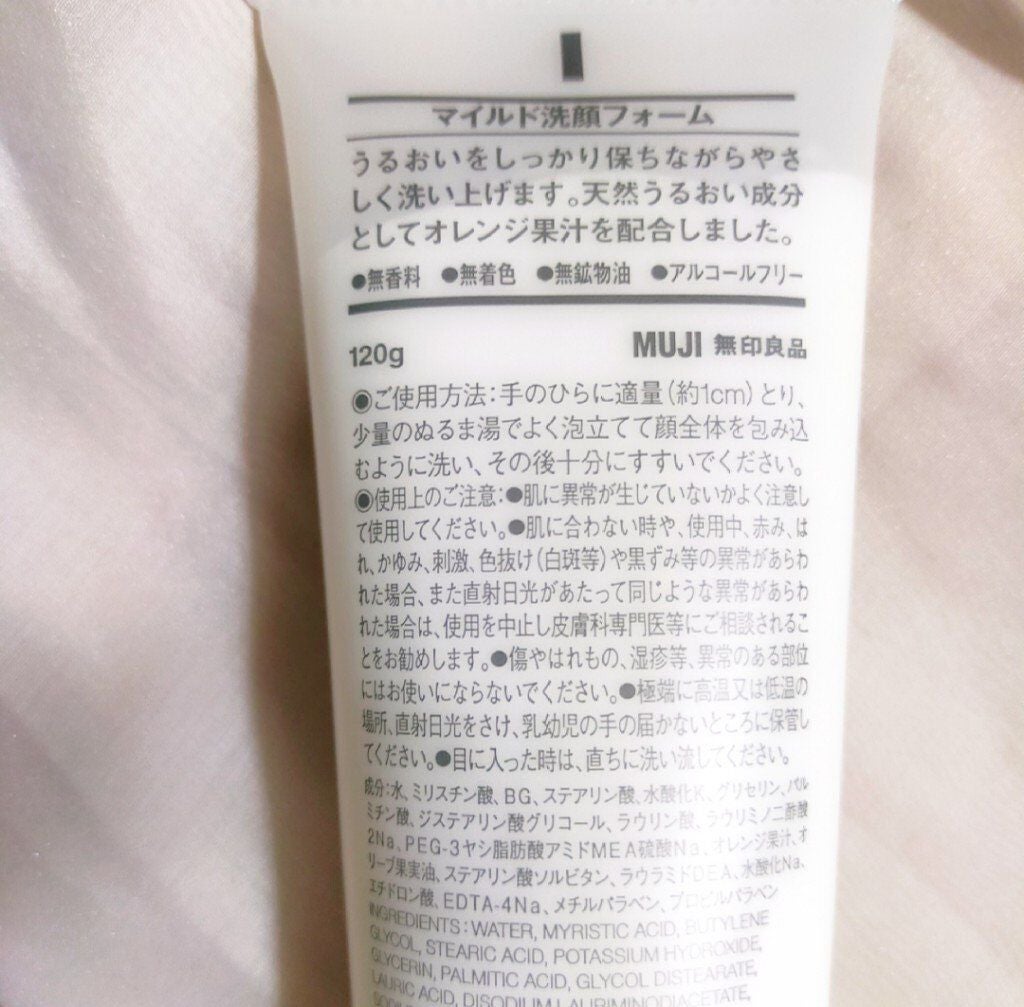 マイルド洗顔フォーム
うるおいをしっかり保ちながらやさ
しく洗い上げます。天然うるおい成分
としてオレンジ果汁を配合しました。
●無香料 ●無着色 ●無鉱物油 ●アルコールフリー
120g MUJI 無印良品
◉ご使用方法：手のひらに適量（約1cm）とり、
少量のぬるま湯でよく泡立てて顔全体を包み込
むように洗い、その後十分にすすいでください。
◉使用上のご注意：●肌に異常が生じていないかよく注意し
て使用してください。●肌に合わない時や、使用中、赤み、は
れ、かゆみ、刺激、色抜け（白斑等）や黒ずみ等の異常があらわ
れた場合、また直射日光があたって同じような異常があらわ
れた場合は、使用を中止し皮膚科専門医等にご相談されるこ
とをお勧めします。●傷やはれもの、湿疹等、異常のある部位
にはお使いにならないでください。●極端に高温又は低温の
場所、直射日光をさけ、乳幼児の手の届かないところに保管し
てください。●目に入った時は、直ちに洗い流してください。
成分：水、ミリスチン酸、BG、ステアリン酸、水酸化K、グリセリン、パル
ミチン酸、ジステアリン酸グリコール、ラウリン酸、ラウリミノ二酢酸
2Na、PEG-3ヤシ脂肪酸アミドMEA硫酸Na、オレンジ果汁、オ
リーブ果実油、ステアリン酸ソルビタン、ラウラミドDEA、水酸化Na、
エチドロン酸、EDTA-4Na、メチルパラベン、プロピルパラベン
INGREDIENTS：WATER, MYRISTIC ACID, BUTYLENE
GLYCOL, STEARIC ACID, POTASSIUM HYDROXIDE,
GLYCERIN, PALMITIC ACID, GLYCOL DISTEARATE,
LAURIC ACID, DISODIUM LAURIMINODIACETATE,